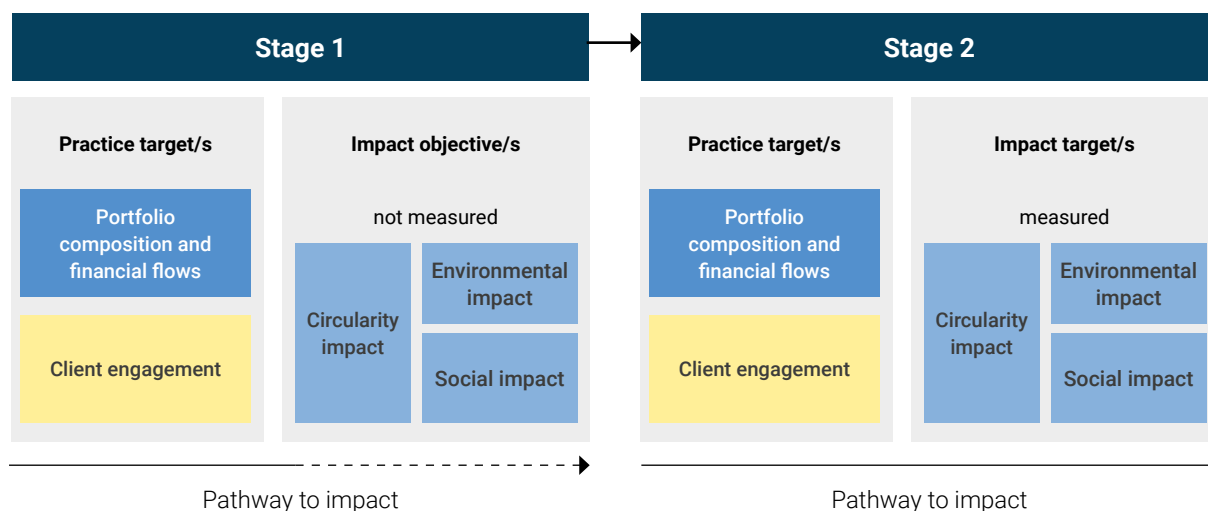 Stage 1
Stage 2
Practice target/s
Portfolio
composition and
financial flows
Client engagement
Impact objective/s
not measured
Circularity
impact
Environmental
impact
Social impact
Pathway to impact
Practice target/s
Portfolio
composition and
financial flows
Client engagement
Impact target/s
measured
Circularity
impact
Environmental
impact
Social impact
Pathway to impact